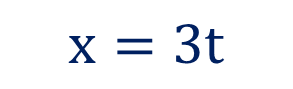 x = 3t